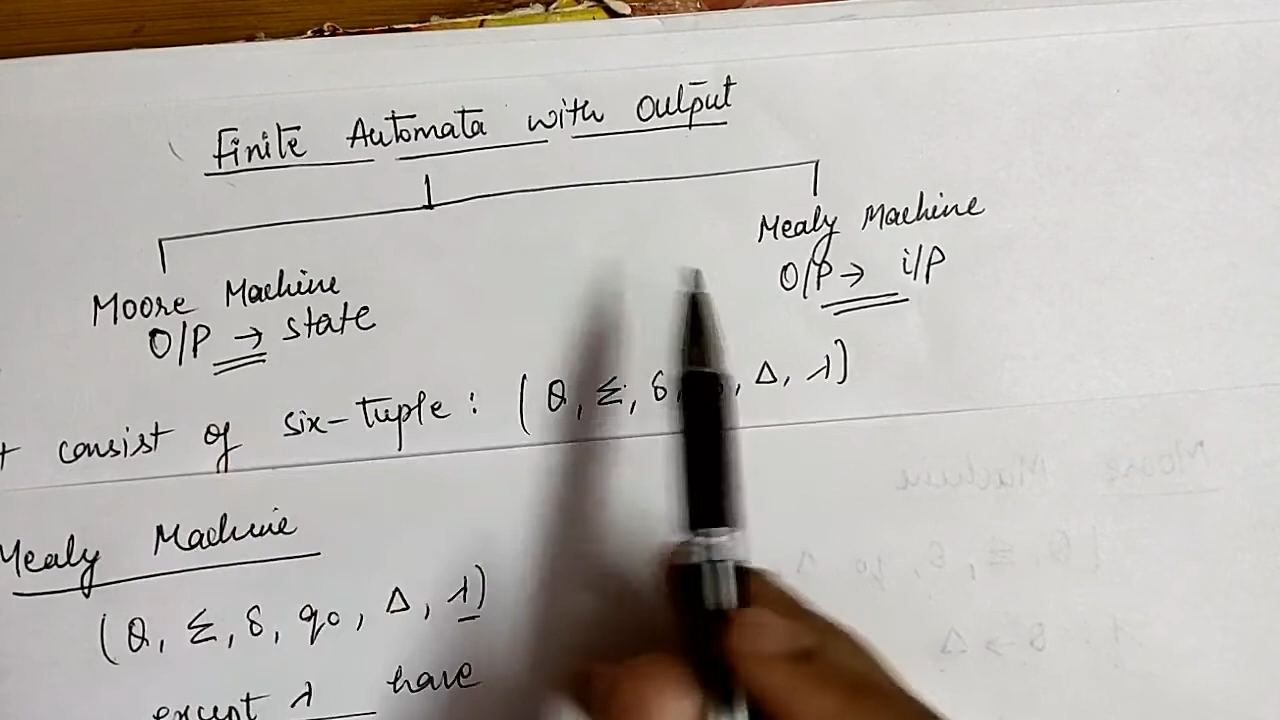 Finite Automata with Output
Mealy Machine
O/P → i/P
Moore Machine
O/P → state
consist of six-tuple : (Q, Σ, δ, , Δ, λ)
Mealy Machine
(Q, Σ, δ, q0, Δ, λ)
except λ have